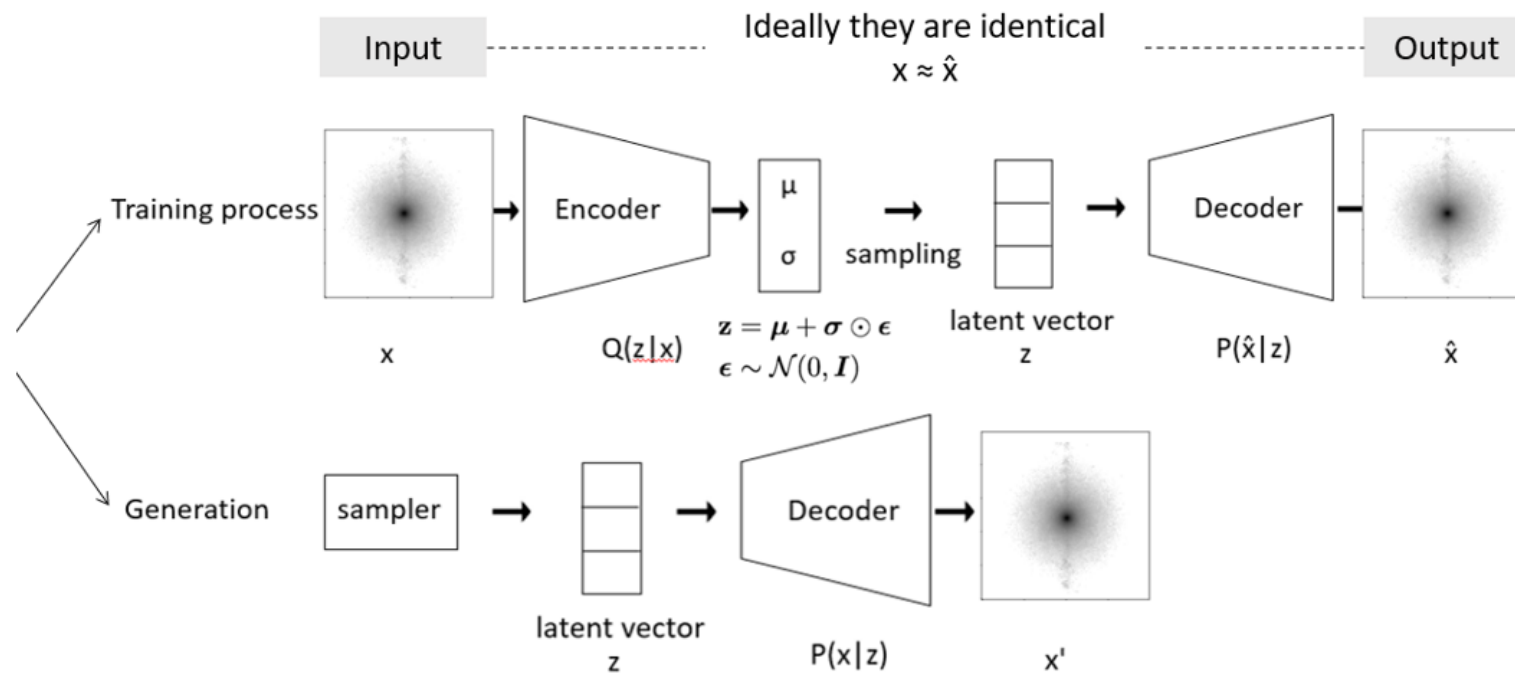 Input
Ideally they are identical
x ≈ x̂
Output
Training process
Encoder
μ
σ
sampling
Decoder
x
Q(z|x)
z = μ + σ ⊙ ϵ
ϵ ∼ 𝒩(0, I)
latent vector
z
P(x̂|z)
x̂
Generation
sampler
Decoder
latent vector
z
P(x|z)
x'